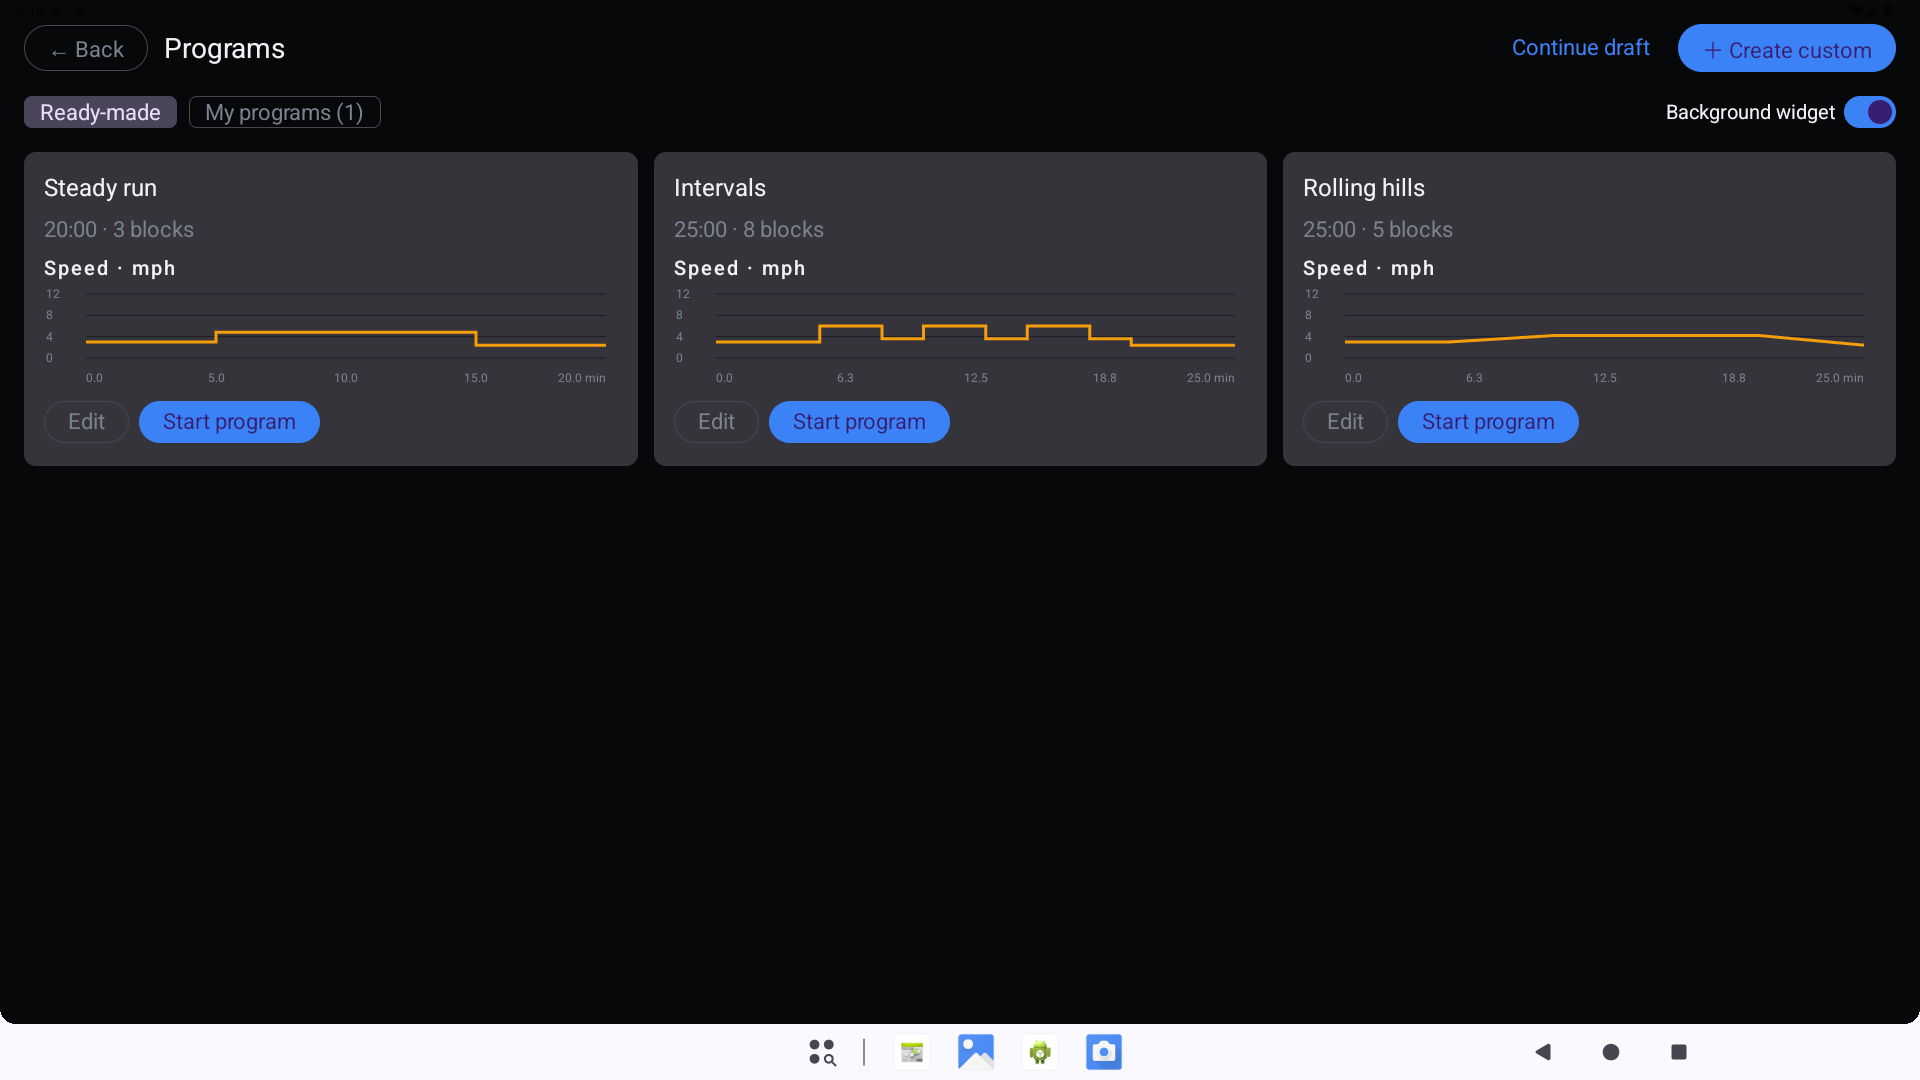 ← Back
Programs
Continue draft
+ Create custom
Ready-made
My programs (1)
Background widget
Steady run
20:00 · 3 blocks
Speed · mph
12
8
4
0
0.0 5.0 10.0 15.0 20.0 min
Edit
Start program
Intervals
25:00 · 8 blocks
Speed · mph
12
8
4
0
0.0 6.3 12.5 18.8 25.0 min
Edit
Start program
Rolling hills
25:00 · 5 blocks
Speed · mph
12
8
4
0
0.0 6.3 12.5 18.8 25.0 min
Edit
Start program